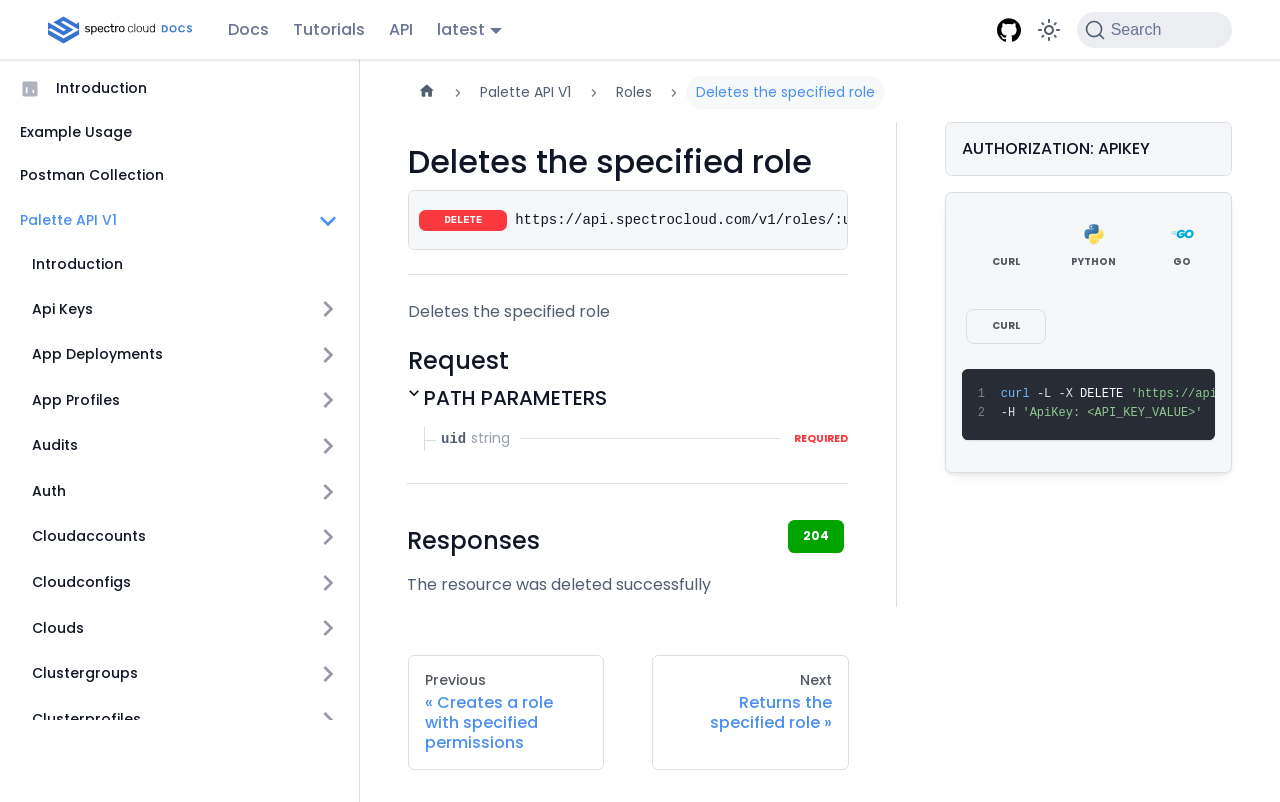 spectro cloud DOCS
Docs
Tutorials
API
latest
Search
Introduction
Example Usage
Postman Collection
Palette API V1
Introduction
Api Keys
App Deployments
App Profiles
Audits
Auth
Cloudaccounts
Cloudconfigs
Clouds
Clustergroups
Clusterprofiles
Palette API V1
Roles
Deletes the specified role
Deletes the specified role
DELETE https://api.spectrocloud.com/v1/roles/:u
Deletes the specified role
Request
PATH PARAMETERS
uid string REQUIRED
Responses
204
The resource was deleted successfully
Previous
« Creates a role
with specified
permissions
Next
Returns the
specified role »
AUTHORIZATION: APIKEY
CURL
PYTHON
GO
GO
CURL
1 curl -L -X DELETE 'https://api
2 -H 'ApiKey: <API_KEY_VALUE>'